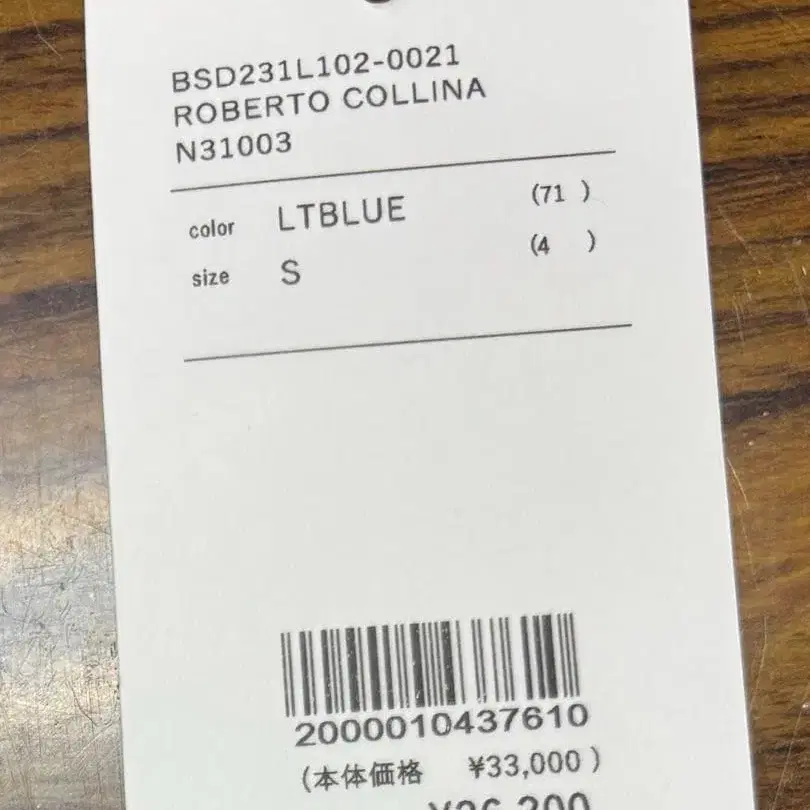 BSD231L102-0021
ROBERTO COLLINA
N31003
color LTBLUE (71 )
size S (4 )
2000010437610
(本体価格 ¥33,000 )